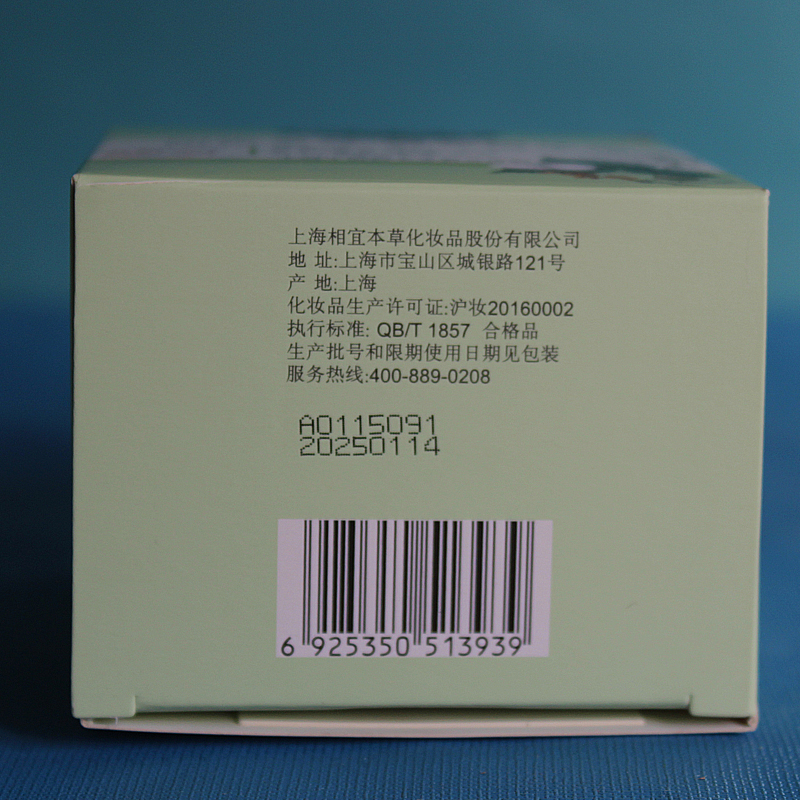 上海相宜本草化妆品股份有限公司
地 址:上海市宝山区城银路121号
产 地:上海
化妆品生产许可证:沪妆20160002
执行标准: QB/T 1857 合格品
生产批号和限期使用日期见包装
服务热线:400-889-0208
A0115091
20250114
6 925350 513939